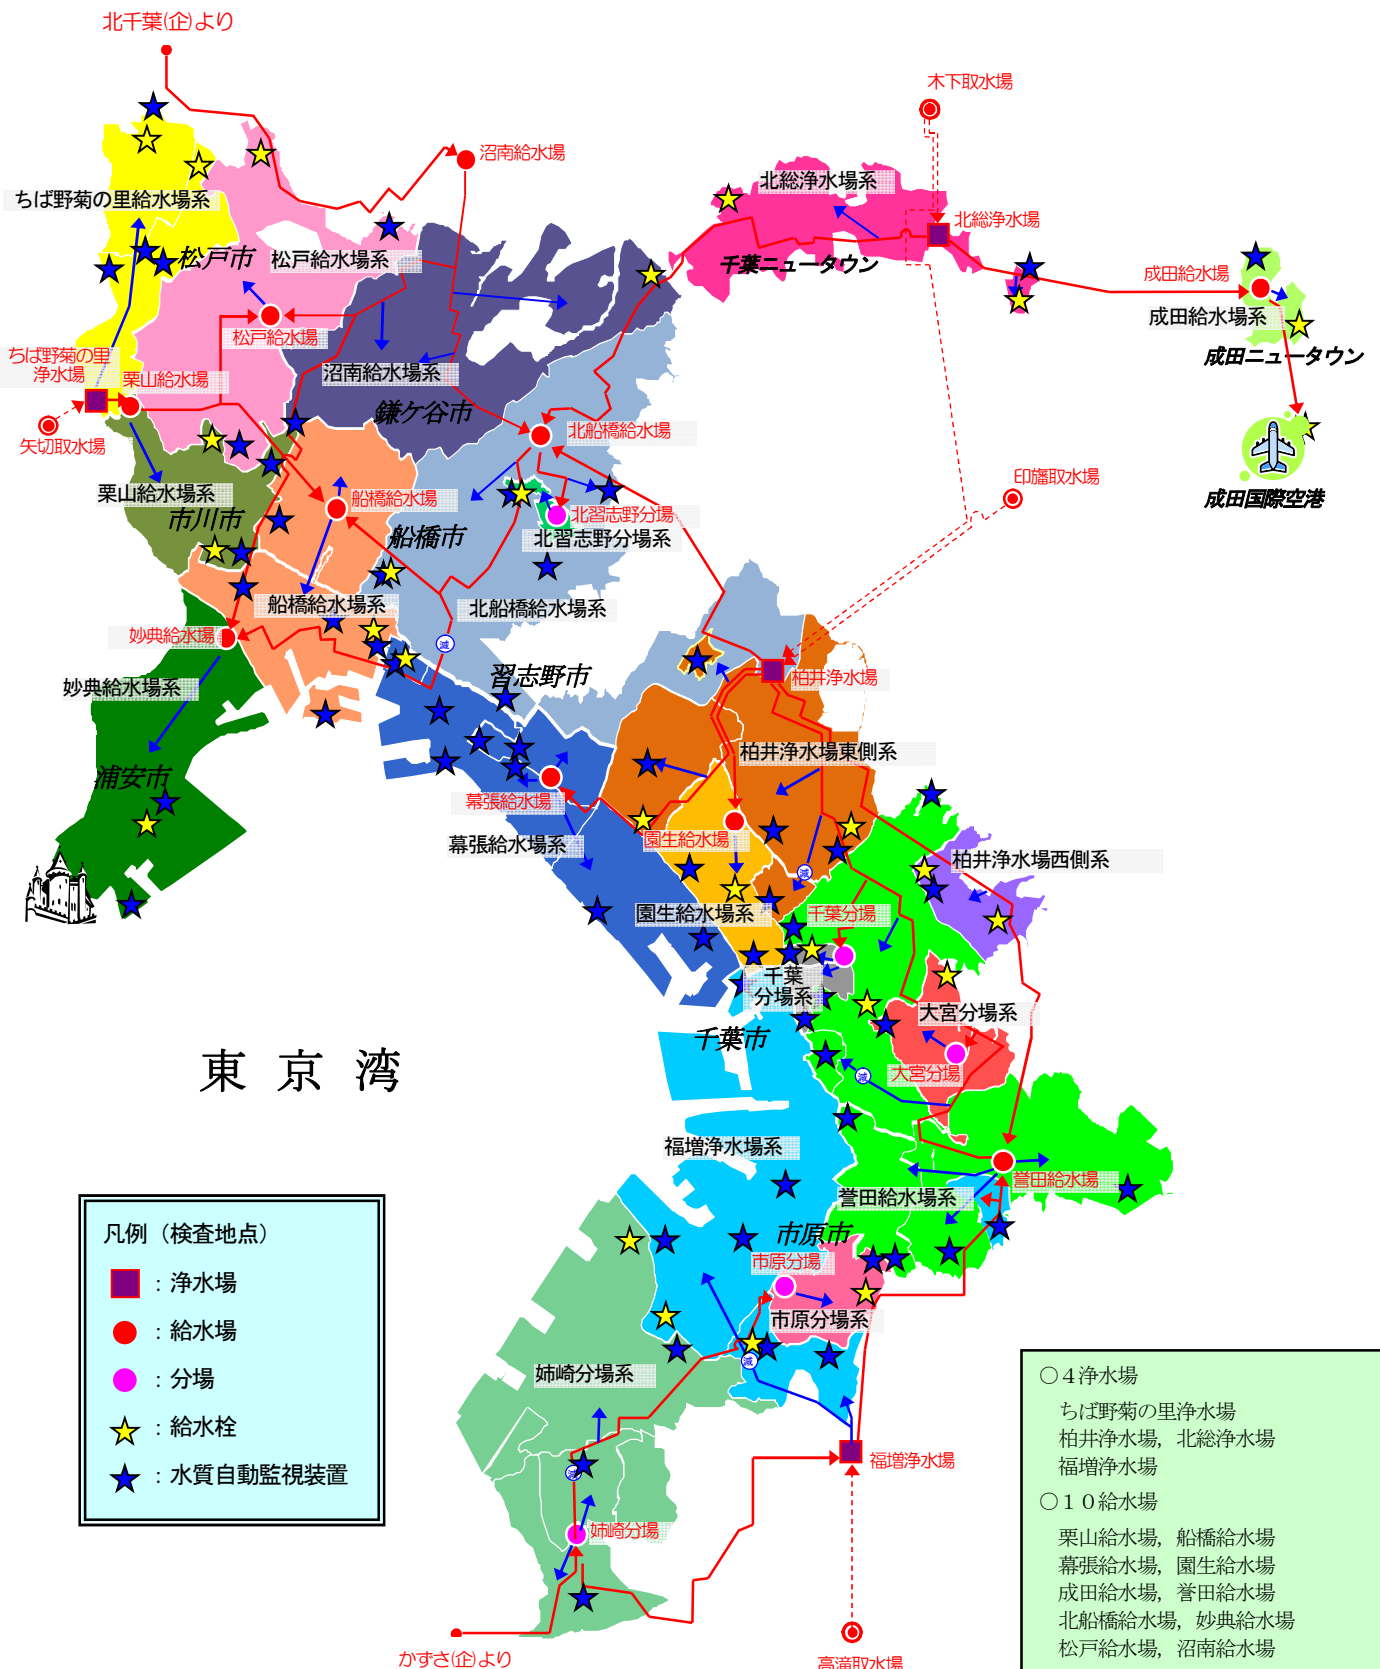 北千葉(企)より
木下取水場
沼南給水場
北総浄水場系
ちば野菊の里給水場系
北総浄水場
松戸市
松戸給水場系
千葉ニュータウン
成田給水場
成田給水場系
松戸給水場
ちば野菊の里
浄水場
成田ニュータウン
沼南給水場系
栗山給水場
鎌ケ谷市
北船橋給水場
矢切取水場
印旛取水場
栗山給水場系
船橋給水場
成田国際空港
市川市
北習志野分場
船橋市
北習志野分場系
船橋給水場系
北船橋給水場系
妙典給水場
減
習志野市
柏井浄水場
妙典給水場系
柏井浄水場東側系
浦安市
幕張給水場
園生給水場
幕張給水場系
柏井浄水場西側系
減
園生給水場系
千葉分場
千葉
分場系
大宮分場系
千葉市
東京湾
大宮分場
減
福増浄水場系
誉田給水場
誉田給水場系
市原市
市原分場
市原分場系
減
姉崎分場系
福増浄水場
減
姉崎分場
かずさ(企)より
高滝取水場
凡例（検査地点）
：浄水場
：給水場
：分場
：給水栓
：水質自動監視装置
○４浄水場
ちば野菊の里浄水場
柏井浄水場，北総浄水場
福増浄水場
○１０給水場
栗山給水場，船橋給水場
幕張給水場，園生給水場
成田給水場，誉田給水場
北船橋給水場，妙典給水場
松戸給水場，沼南給水場